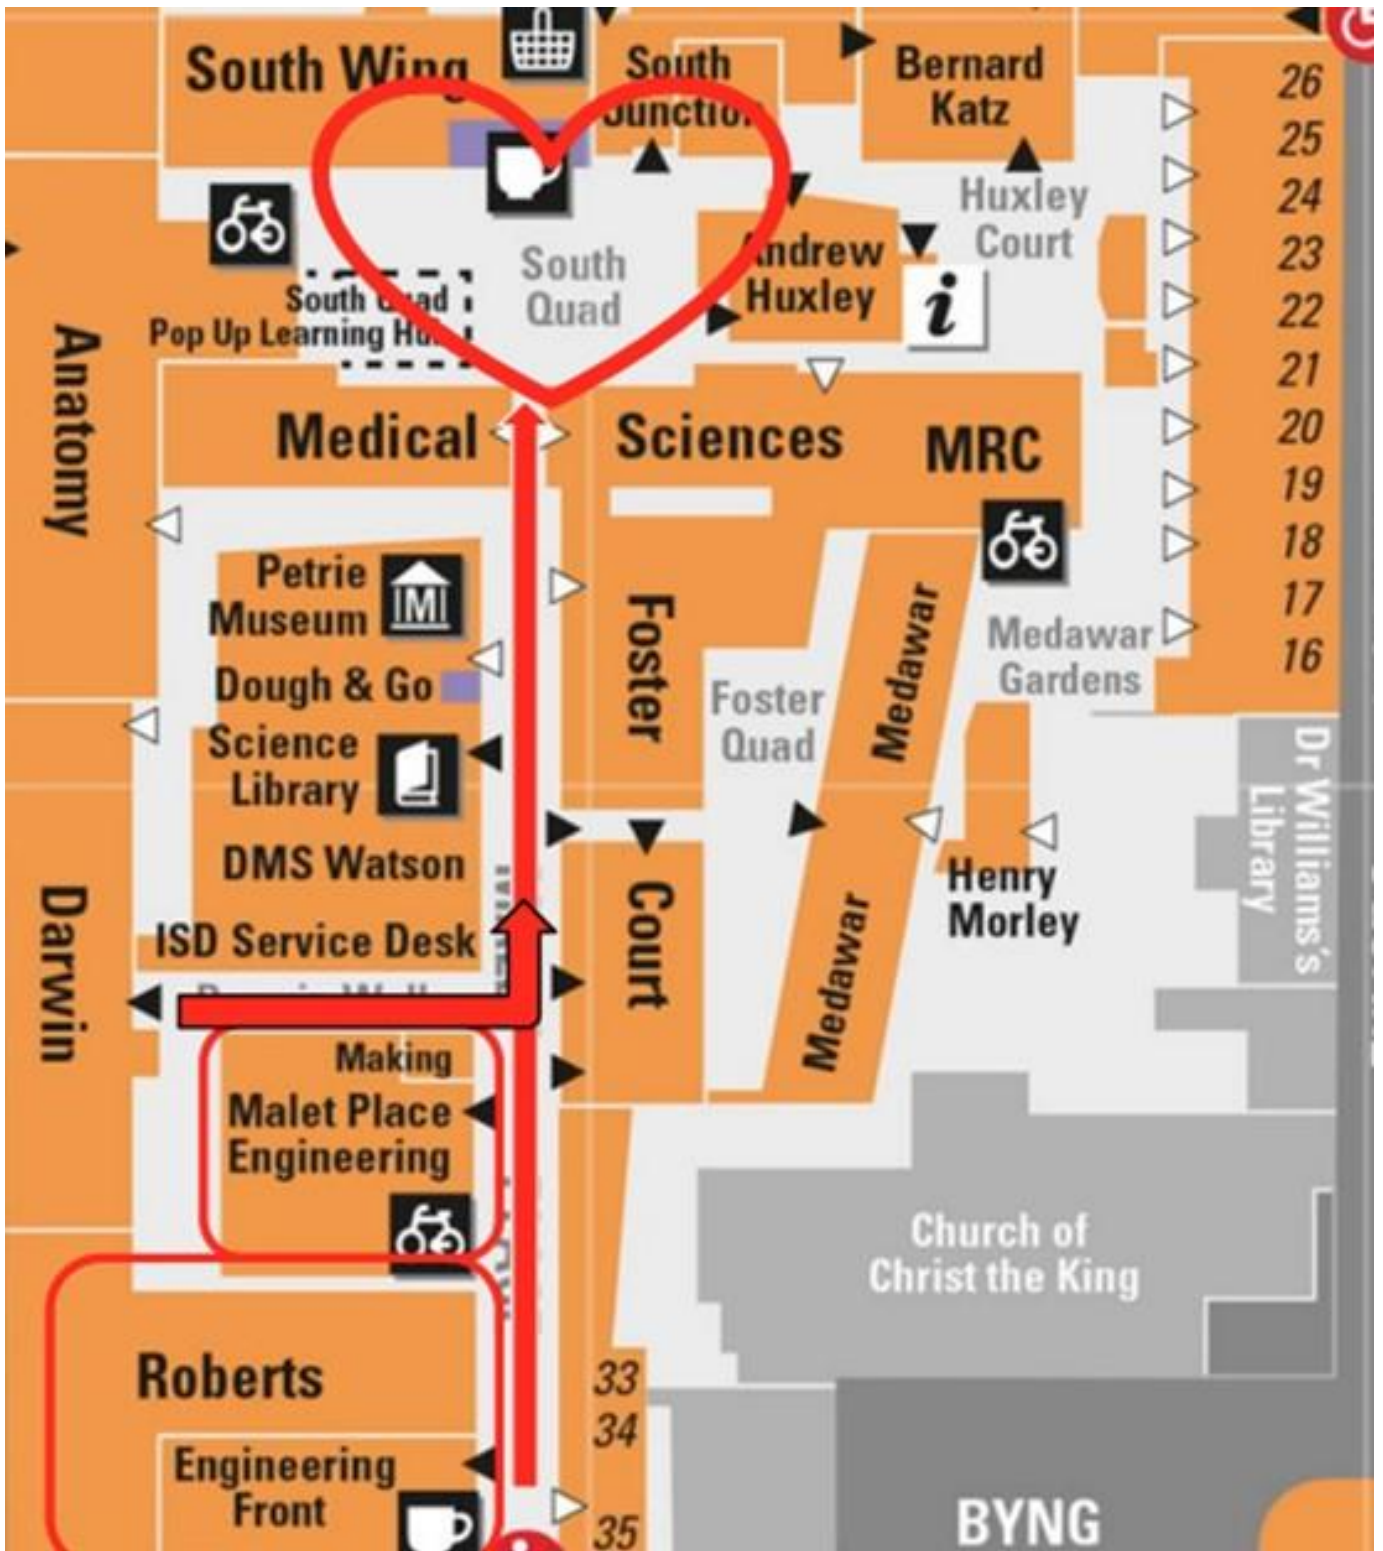 South Wing
South
Junction
Bernard
Katz
26
25
24
23
22
21
20
19
18
17
16
Huxley
Court
South
Quad
Andrew
Huxley
i
South Quad
Pop Up Learning Hub
Anatomy
Medical
Sciences
MRC
Petrie
Museum
M
Dough & Go
Science
Library
DMS Watson
ISD Service Desk
Foster
Court
Foster
Quad
Medawar
Medawar
Medawar
Gardens
Henry
Morley
Dr Williams's
Library
Darwin
Making
Malet Place
Engineering
Church of
Christ the King
Roberts
Engineering
Front
33
34
35
BYNG